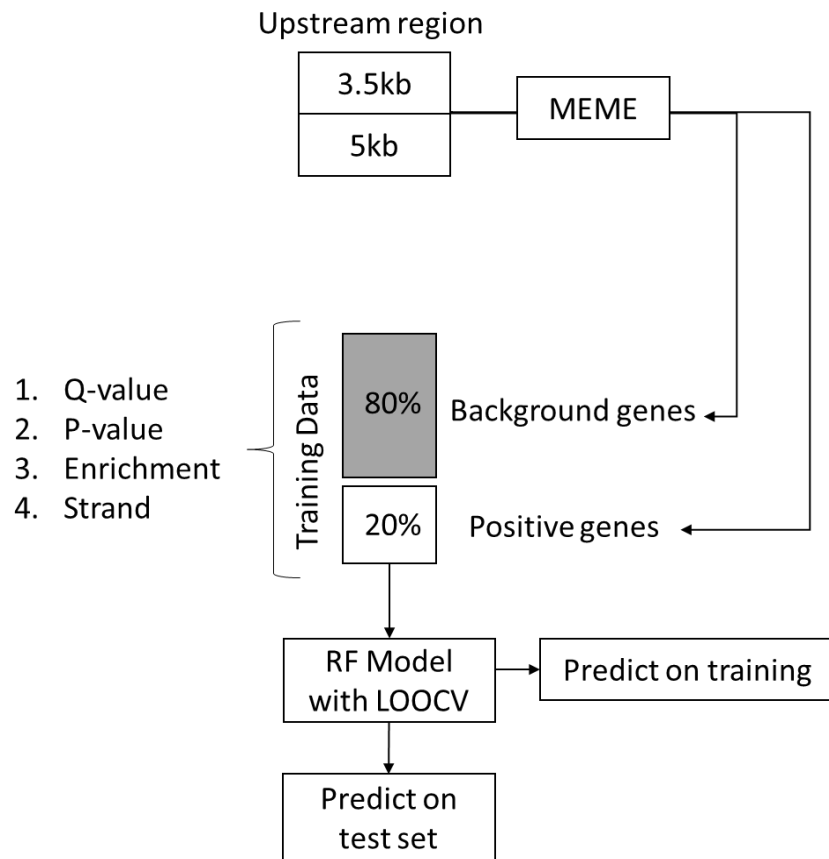 Upstream region
3.5kb
5kb
MEME
1. Q-value
2. P-value
3. Enrichment
4. Strand
Training Data
80%
Background genes
20%
Positive genes
RF Model
with LOOCV
Predict on training
Predict on
test set